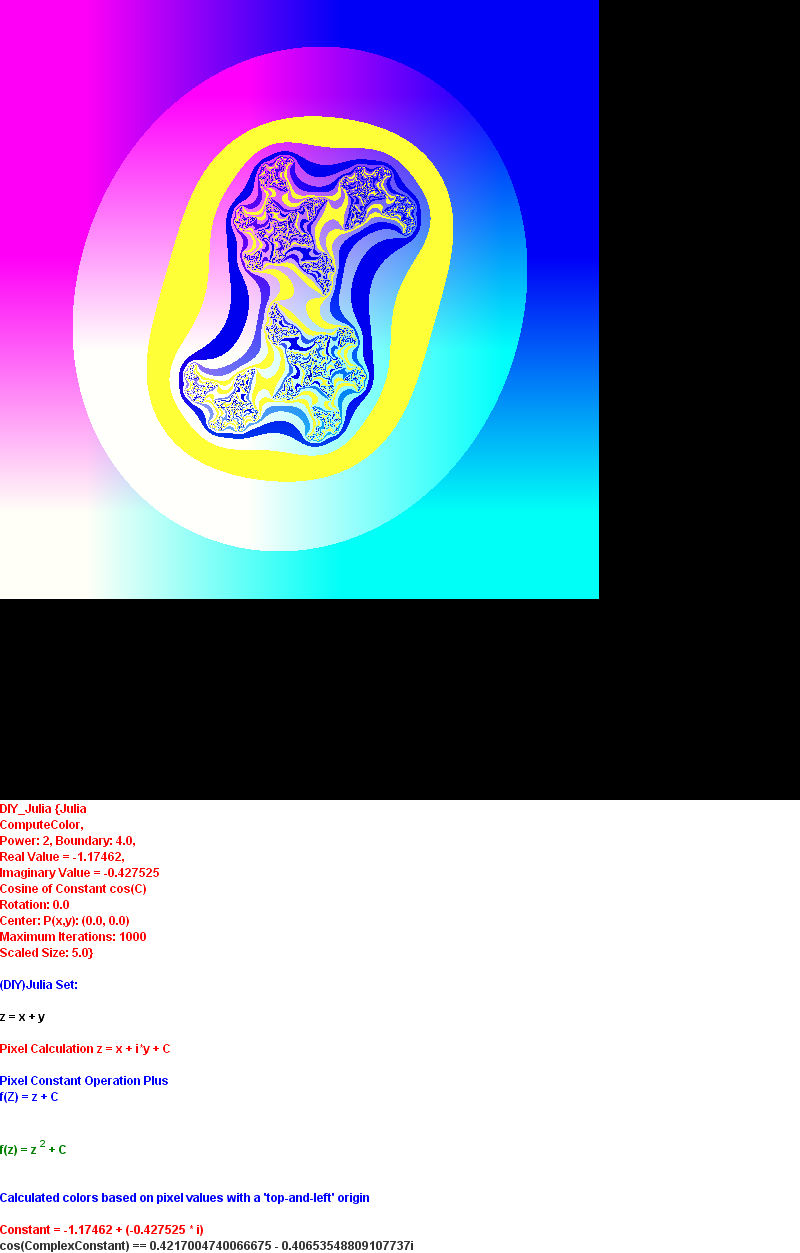 DIY_Julia {Julia
ComputeColor,
Power: 2, Boundary: 4.0,
Real Value = -1.17462,
Imaginary Value = -0.427525
Cosine of Constant cos(C)
Rotation: 0.0
Center: P(x,y): (0.0, 0.0)
Maximum Iterations: 1000
Scaled Size: 5.0}
(DIY)Julia Set:
z = x + y
Pixel Calculation z = x + i*y + C
Pixel Constant Operation Plus
f(Z) = z + C
f(z) = z ² + C
Calculated colors based on pixel values with a 'top-and-left' origin
Constant = -1.17462 + (-0.427525 * i)
cos(ComplexConstant) == 0.4217004740066675 - 0.40653548809107737i